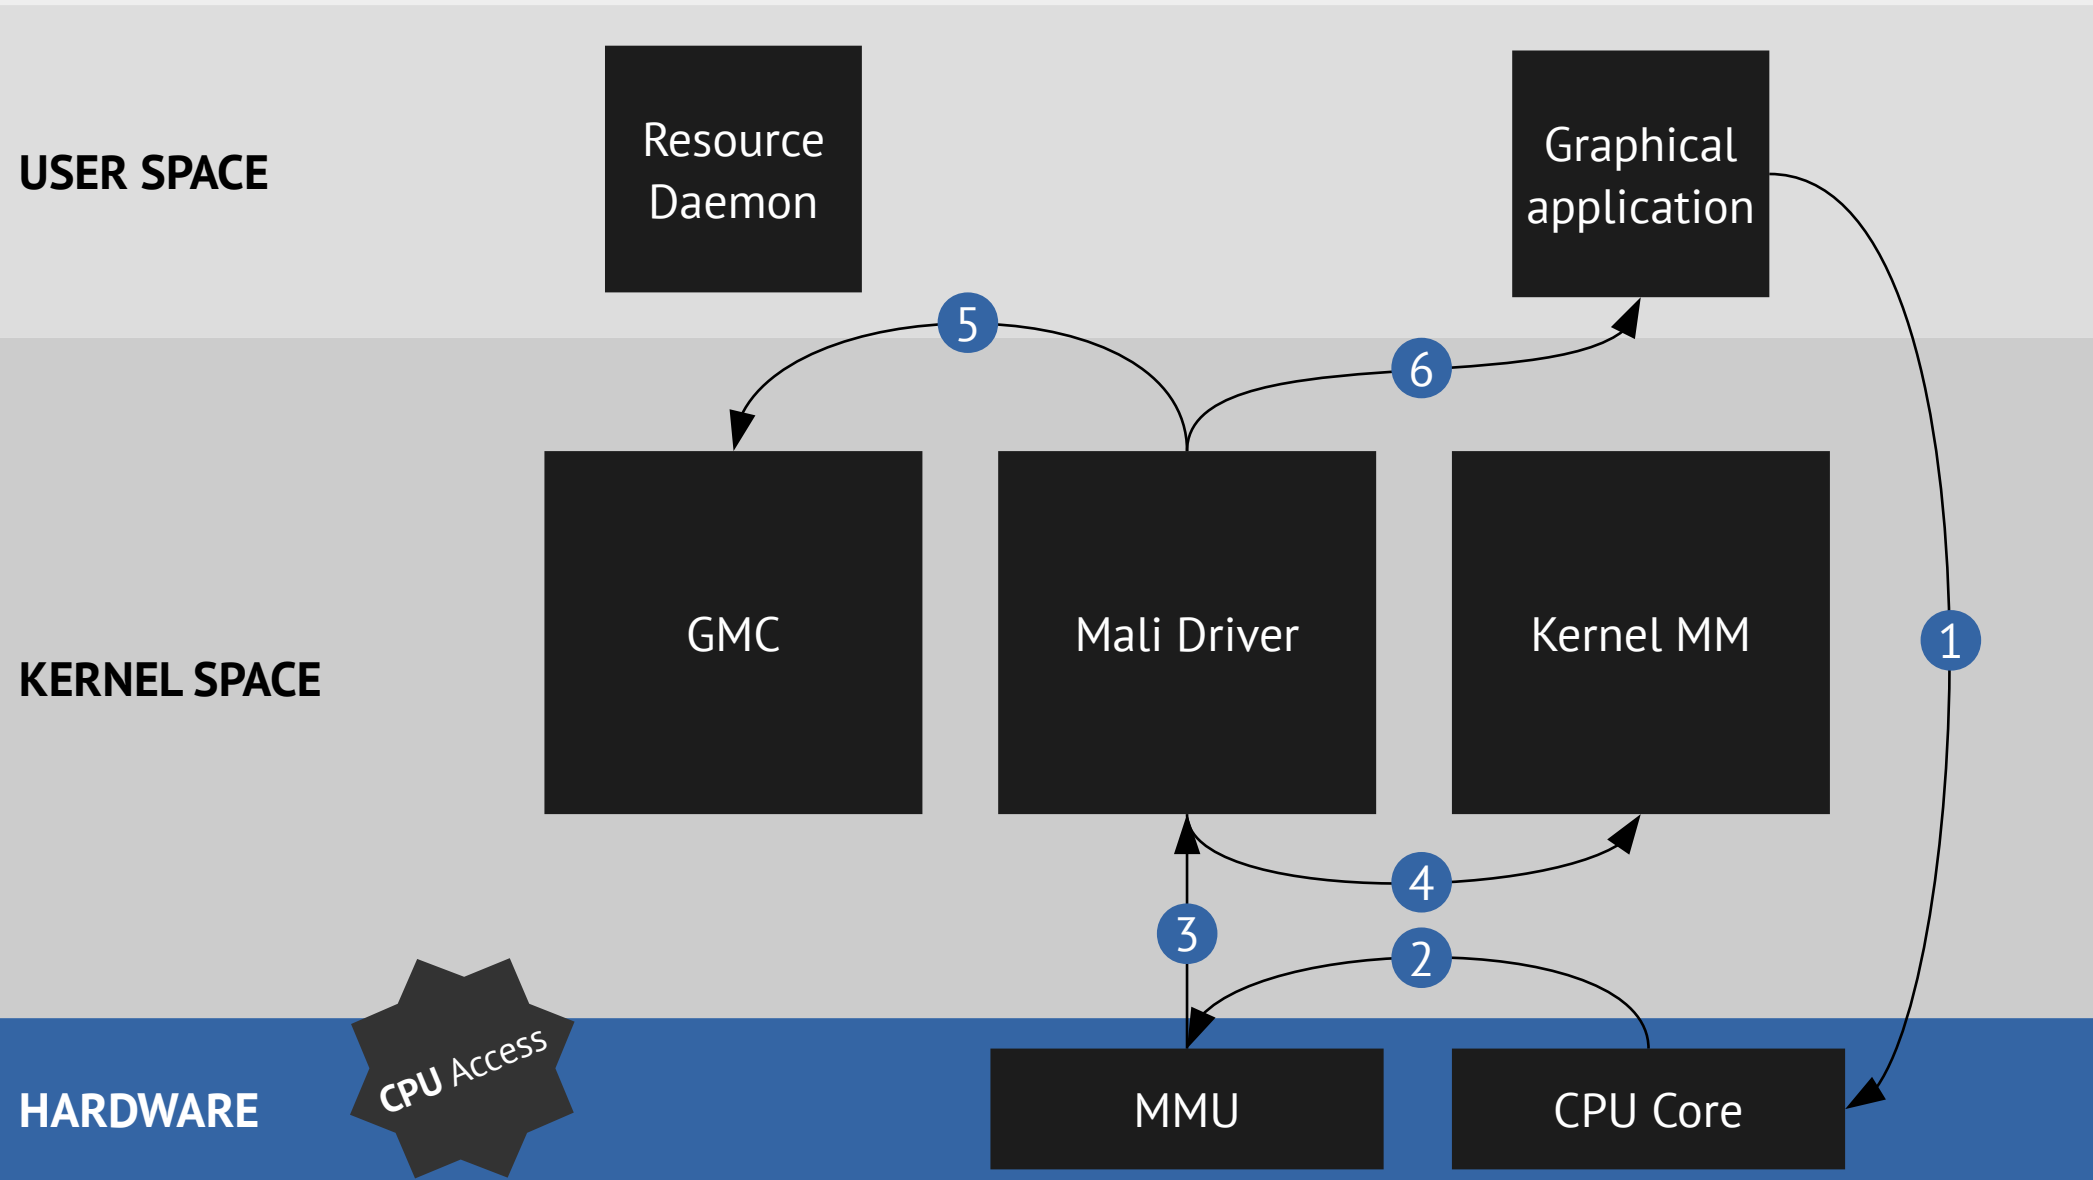 USER SPACE
Resource
Daemon
Graphical
application
5
6
KERNEL SPACE
GMC
Mali Driver
Kernel MM
1
4
3
2
HARDWARE
CPU Access
MMU
CPU Core